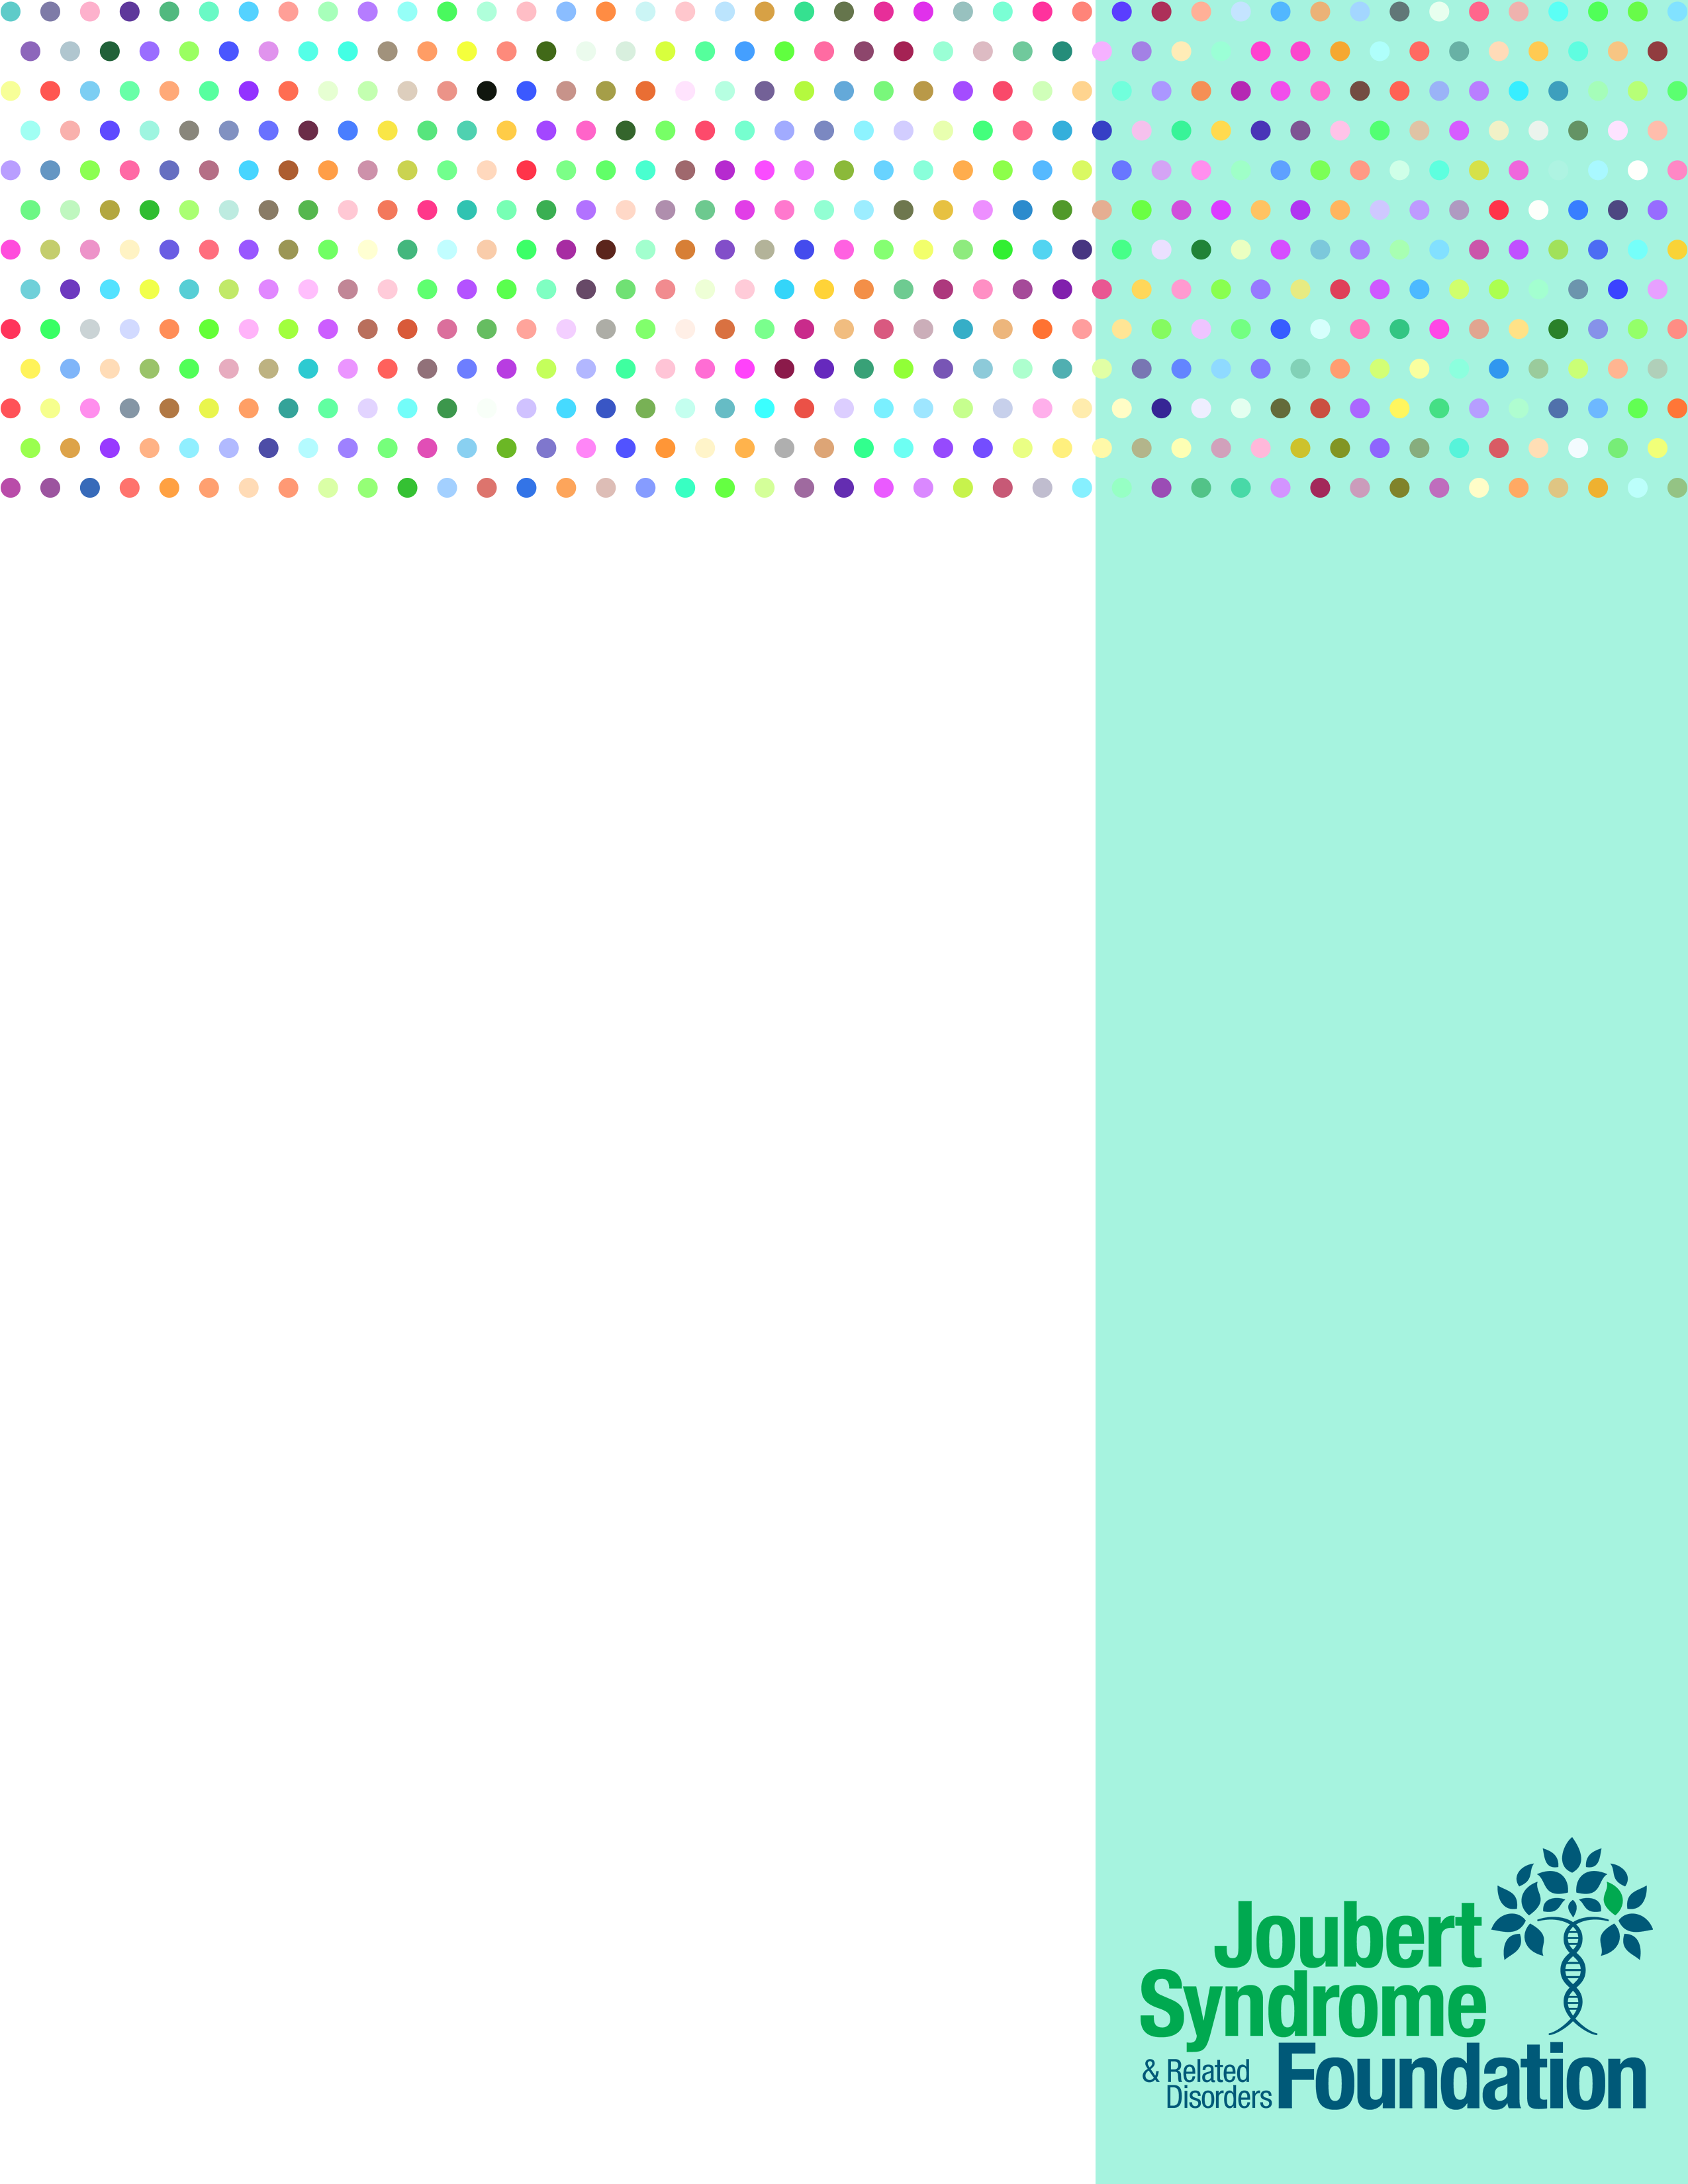 Joubert
Syndrome
& Related
Disorders
Foundation